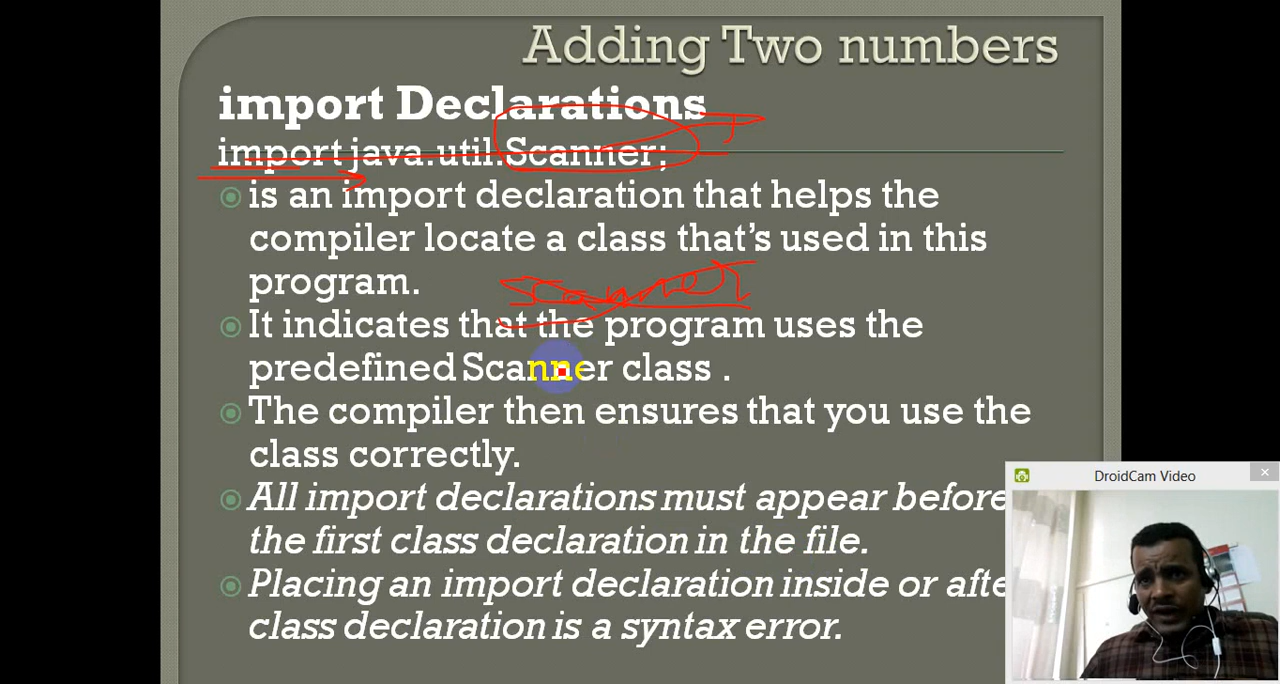 Adding Two numbers
import Declarations
import java.util.Scanner;
is an import declaration that helps the
compiler locate a class that's used in this
program.
scanner
It indicates that the program uses the
predefined Scanner class .
The compiler then ensures that you use the
class correctly.
DroidCam Video
All import declarations must appear before
the first class declaration in the file.
Placing an import declaration inside or afte
class declaration is a syntax error.